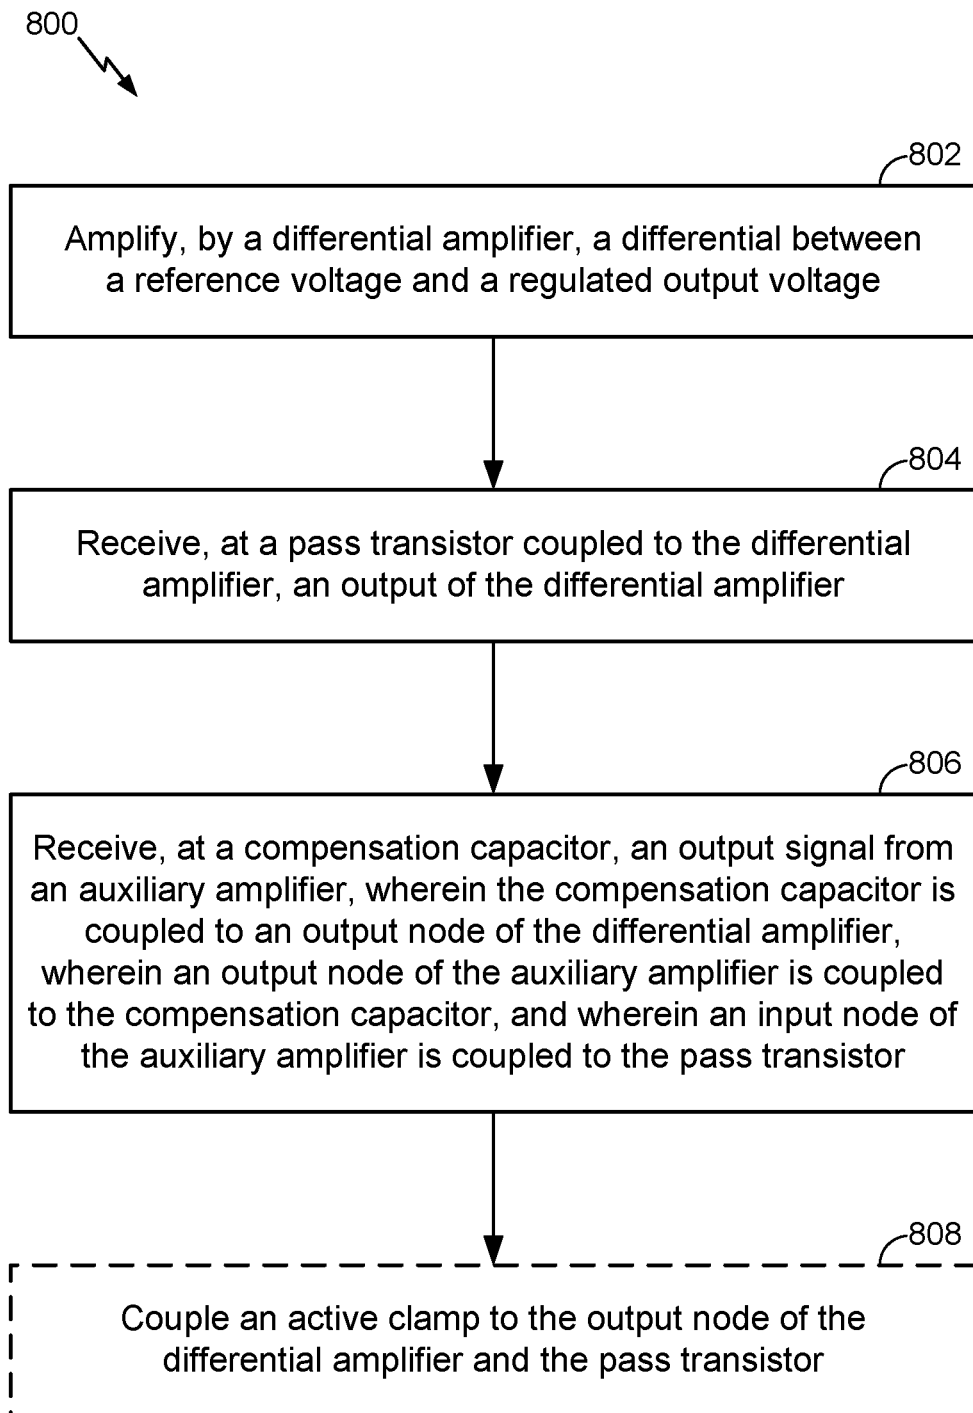 800
802
Amplify, by a differential amplifier, a differential between
a reference voltage and a regulated output voltage
804
Receive, at a pass transistor coupled to the differential
amplifier, an output of the differential amplifier
806
Receive, at a compensation capacitor, an output signal from
an auxiliary amplifier, wherein the compensation capacitor is
coupled to an output node of the differential amplifier,
wherein an output node of the auxiliary amplifier is coupled
to the compensation capacitor, and wherein an input node of
the auxiliary amplifier is coupled to the pass transistor
808
Couple an active clamp to the output node of the
differential amplifier and the pass transistor